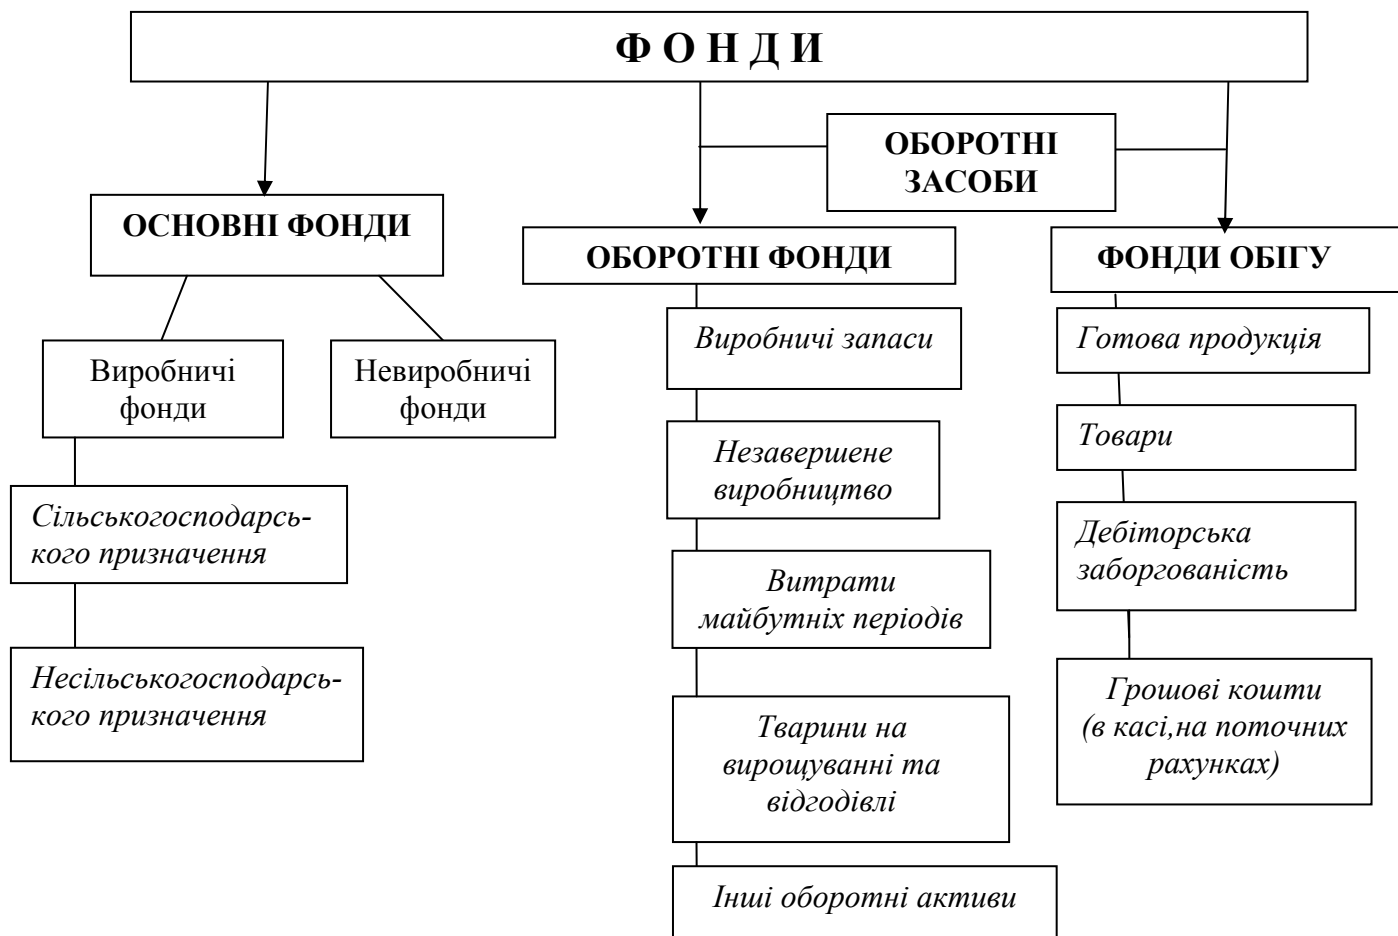 Ф О Н Д И
ОБОРОТНІ
ЗАСОБИ
ОСНОВНІ ФОНДИ
ОБОРОТНІ ФОНДИ
ФОНДИ ОБІГУ
Виробничі
фонди
Невиробничі
фонди
Сільськогосподарсь-
кого призначення
Несільськогосподарсь-
кого призначення
Виробничі запаси
Незавершене
виробництво
Витрати
майбутніх періодів
Тварини на
вирощуванні та
відгодівлі
Інші оборотні активи
Готова продукція
Товари
Дебіторська
заборгованість
Грошові кошти
(в касі,на поточних
рахунках)